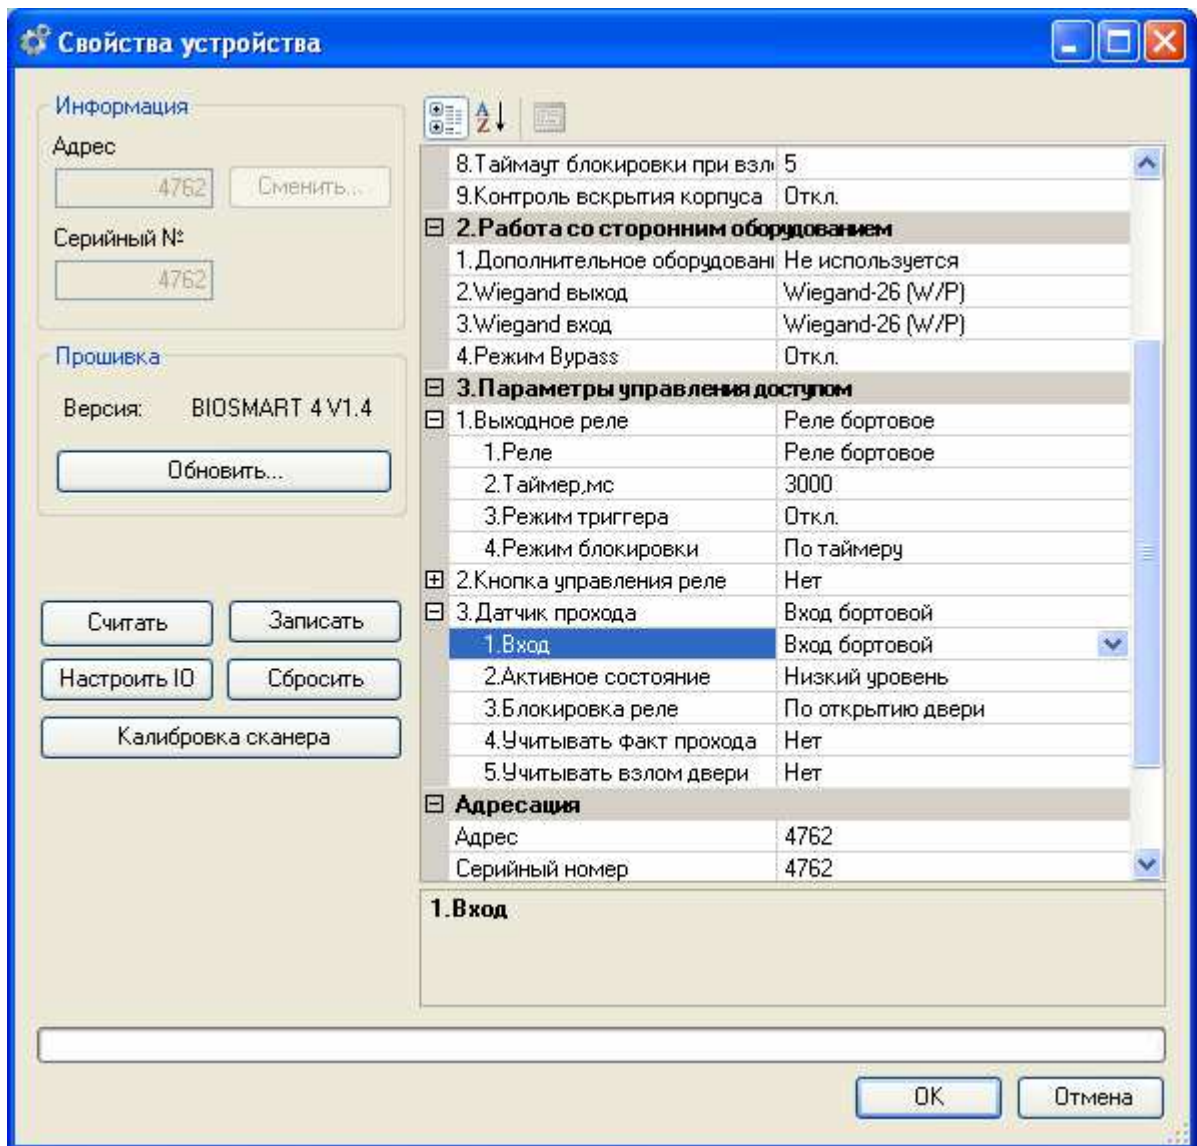 Свойства устройства
Информация
Адрес
4762 Сменить...
Серийный №
4762
Прошивка
Версия: BIOSMART 4 V1.4
Обновить...
Считать Записать
Настроить IO Сбросить
Калибровка сканера
8.Таймаут блокировки при взл 5
9.Контроль вскрытия корпуса Откл.
2.Работа со сторонним оборудованием
1.Дополнительное оборудовани Не используется
2.Wiegand выход Wiegand-26 (W/P)
3.Wiegand вход Wiegand-26 (W/P)
4.Режим Bypass Откл.
3.Параметры управления доступом
1.Выходное реле Реле бортовое
1.Реле Реле бортовое
2.Таймер,мс 3000
3.Режим триггера Откл.
4.Режим блокировки По таймеру
2.Кнопка управления реле Нет
3.Датчик прохода Вход бортовой
1.Вход Вход бортовой
2.Активное состояние Низкий уровень
3.Блокировка реле По открытию двери
4.Учитывать факт прохода Нет
5.Учитывать взлом двери Нет
Адресация
Адрес 4762
Серийный номер 4762
1.Вход
OK Отмена